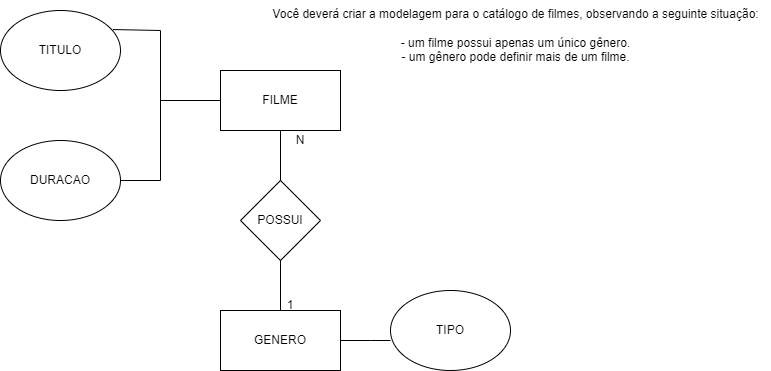 Você deverá criar a modelagem para o catálogo de filmes, observando a seguinte situação:
- um filme possui apenas um único gênero.
- um gênero pode definir mais de um filme.
TITULO
FILME
N
DURACAO
POSSUI
1
GENERO
TIPO